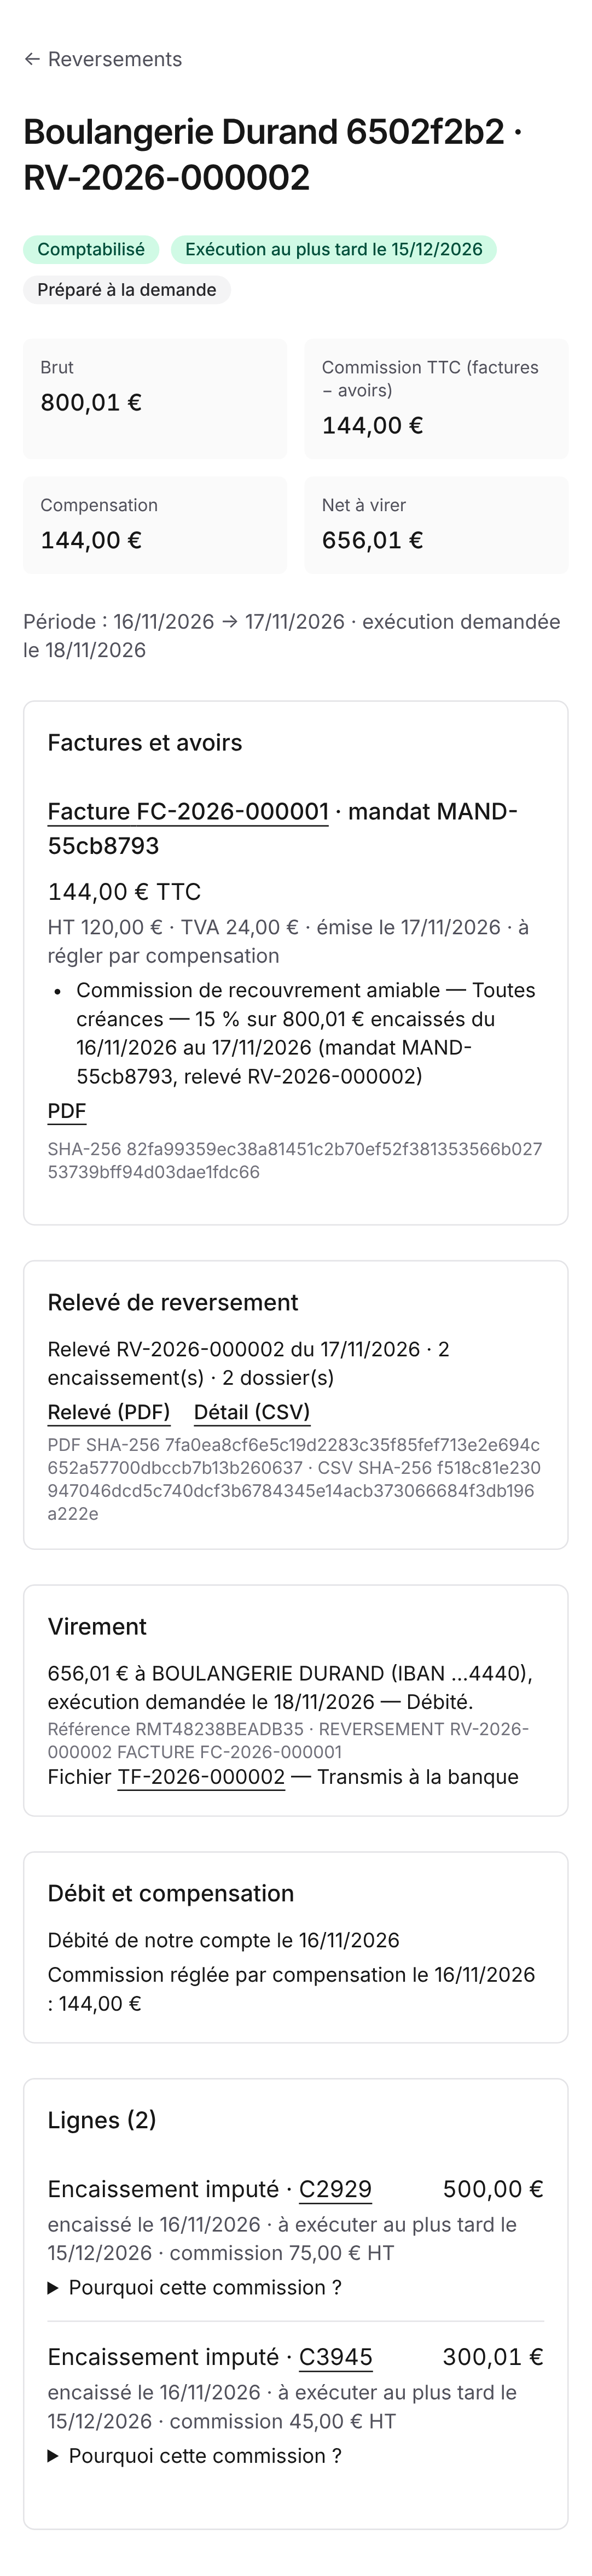 ← Reversements
Boulangerie Durand 6502f2b2 ·
RV-2026-000002
Comptabilisé
Exécution au plus tard le 15/12/2026
Préparé à la demande
Brut
800,01 €
Commission TTC (factures
− avoirs)
144,00 €
Compensation
144,00 €
Net à virer
656,01 €
Période : 16/11/2026 → 17/11/2026 · exécution demandée
le 18/11/2026
Factures et avoirs
Facture FC-2026-000001 · mandat MAND-
55cb8793
144,00 € TTC
HT 120,00 € · TVA 24,00 € · émise le 17/11/2026 · à
régler par compensation
• Commission de recouvrement amiable — Toutes
créances — 15 % sur 800,01 € encaissés du
16/11/2026 au 17/11/2026 (mandat MAND-
55cb8793, relevé RV-2026-000002)
PDF
SHA-256 82fa99359ec38a81451c2b70ef52f381353566b027
53739bff94d03dae1fdc66
Relevé de reversement
Relevé RV-2026-000002 du 17/11/2026 · 2
encaissement(s) · 2 dossier(s)
Relevé (PDF) Détail (CSV)
PDF SHA-256 7fa0ea8cf6e5c19d2283c35f85fef713e2e694c
652a57700dbccb7b13b260637 · CSV SHA-256 f518c81e230
947046dcd5c740dcf3b6784345e14acb373066684f3db196
a222e
Virement
656,01 € à BOULANGERIE DURAND (IBAN …4440),
exécution demandée le 18/11/2026 — Débité.
Référence RMT48238BEADB35 · REVERSEMENT RV-2026-
000002 FACTURE FC-2026-000001
Fichier TF-2026-000002 — Transmis à la banque
Débit et compensation
Débité de notre compte le 16/11/2026
Commission réglée par compensation le 16/11/2026
: 144,00 €
Lignes (2)
Encaissement imputé · C2929 500,00 €
encaissé le 16/11/2026 · à exécuter au plus tard le
15/12/2026 · commission 75,00 € HT
▶ Pourquoi cette commission ?
Encaissement imputé · C3945 300,01 €
encaissé le 16/11/2026 · à exécuter au plus tard le
15/12/2026 · commission 45,00 € HT
▶ Pourquoi cette commission ?